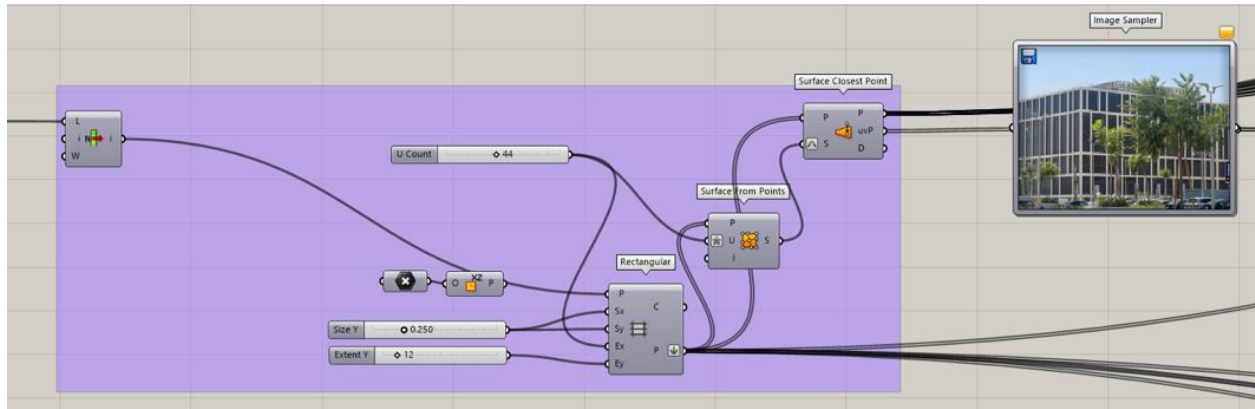 Image Sampler
Surface Closest Point
L
i N i
W
U Count 44
P P
uvP
S
D
Surface From Points
P
U S
I
Rectangular
XZ
O P
P C
Sx
Size Y 0.250
Sy
Ex
Extent Y 12
P
Ey